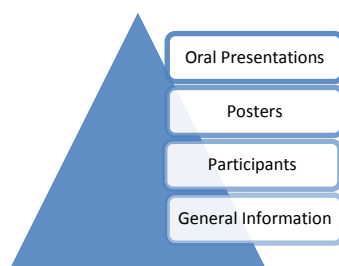 Oral Presentations
Posters
Participants
General Information